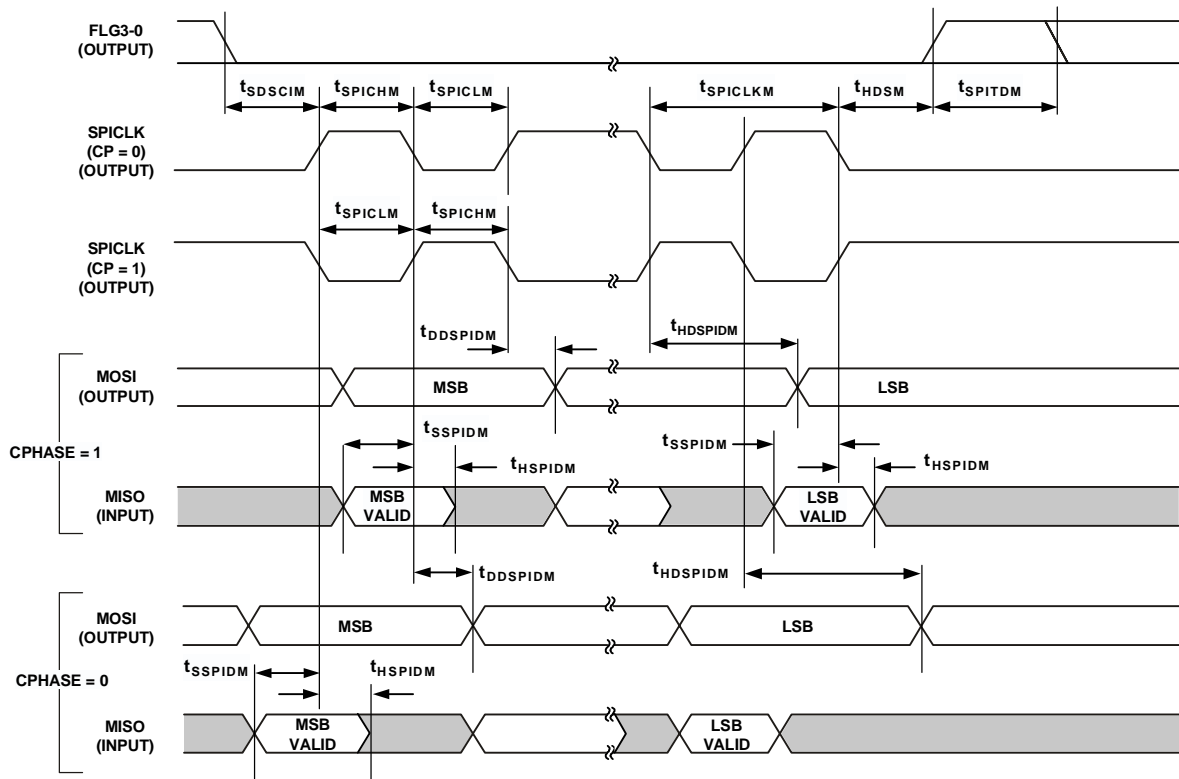 FLG3-0
(OUTPUT)
tSDSCIM tSPICHM tSPICLM tSPICLKM tHDSM tSPITDM
SPICLK
(CP = 0)
(OUTPUT)
tSPICLM tSPICHM
SPICLK
(CP = 1)
(OUTPUT)
tDDSPIDM tHDSPIDM
MOSI
(OUTPUT)
MSB LSB
CPHASE = 1
tSSPIDM tSSPIDM
tHSPIDM tHSPIDM
MISO
(INPUT)
MSB
VALID
LSB
VALID
tDDSPIDM tHDSPIDM
MOSI
(OUTPUT)
MSB LSB
CPHASE = 0
tSSPIDM tHSPIDM
MISO
(INPUT)
MSB
VALID
LSB
VALID